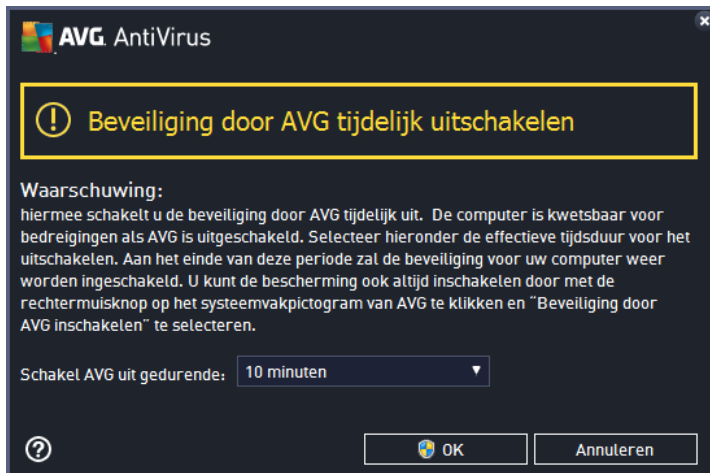 AVG. AntiVirus
Beveiliging door AVG tijdelijk uitschakelen
Waarschuwing:
hiermee schakelt u de beveiliging door AVG tijdelijk uit. De computer is kwetsbaar voor
bedreigingen als AVG is uitgeschakeld. Selecteer hieronder de effectieve tijdsduur voor het
uitschakelen. Aan het einde van deze periode zal de beveiliging voor uw computer weer
worden ingeschakeld. U kunt de bescherming ook altijd inschakelen door met de
rechtermuisknop op het systeemvakpictogram van AVG te klikken en "Beveiliging door
AVG inschakelen" te selecteren.
Schakel AVG uit gedurende: 10 minuten
OK Annuleren